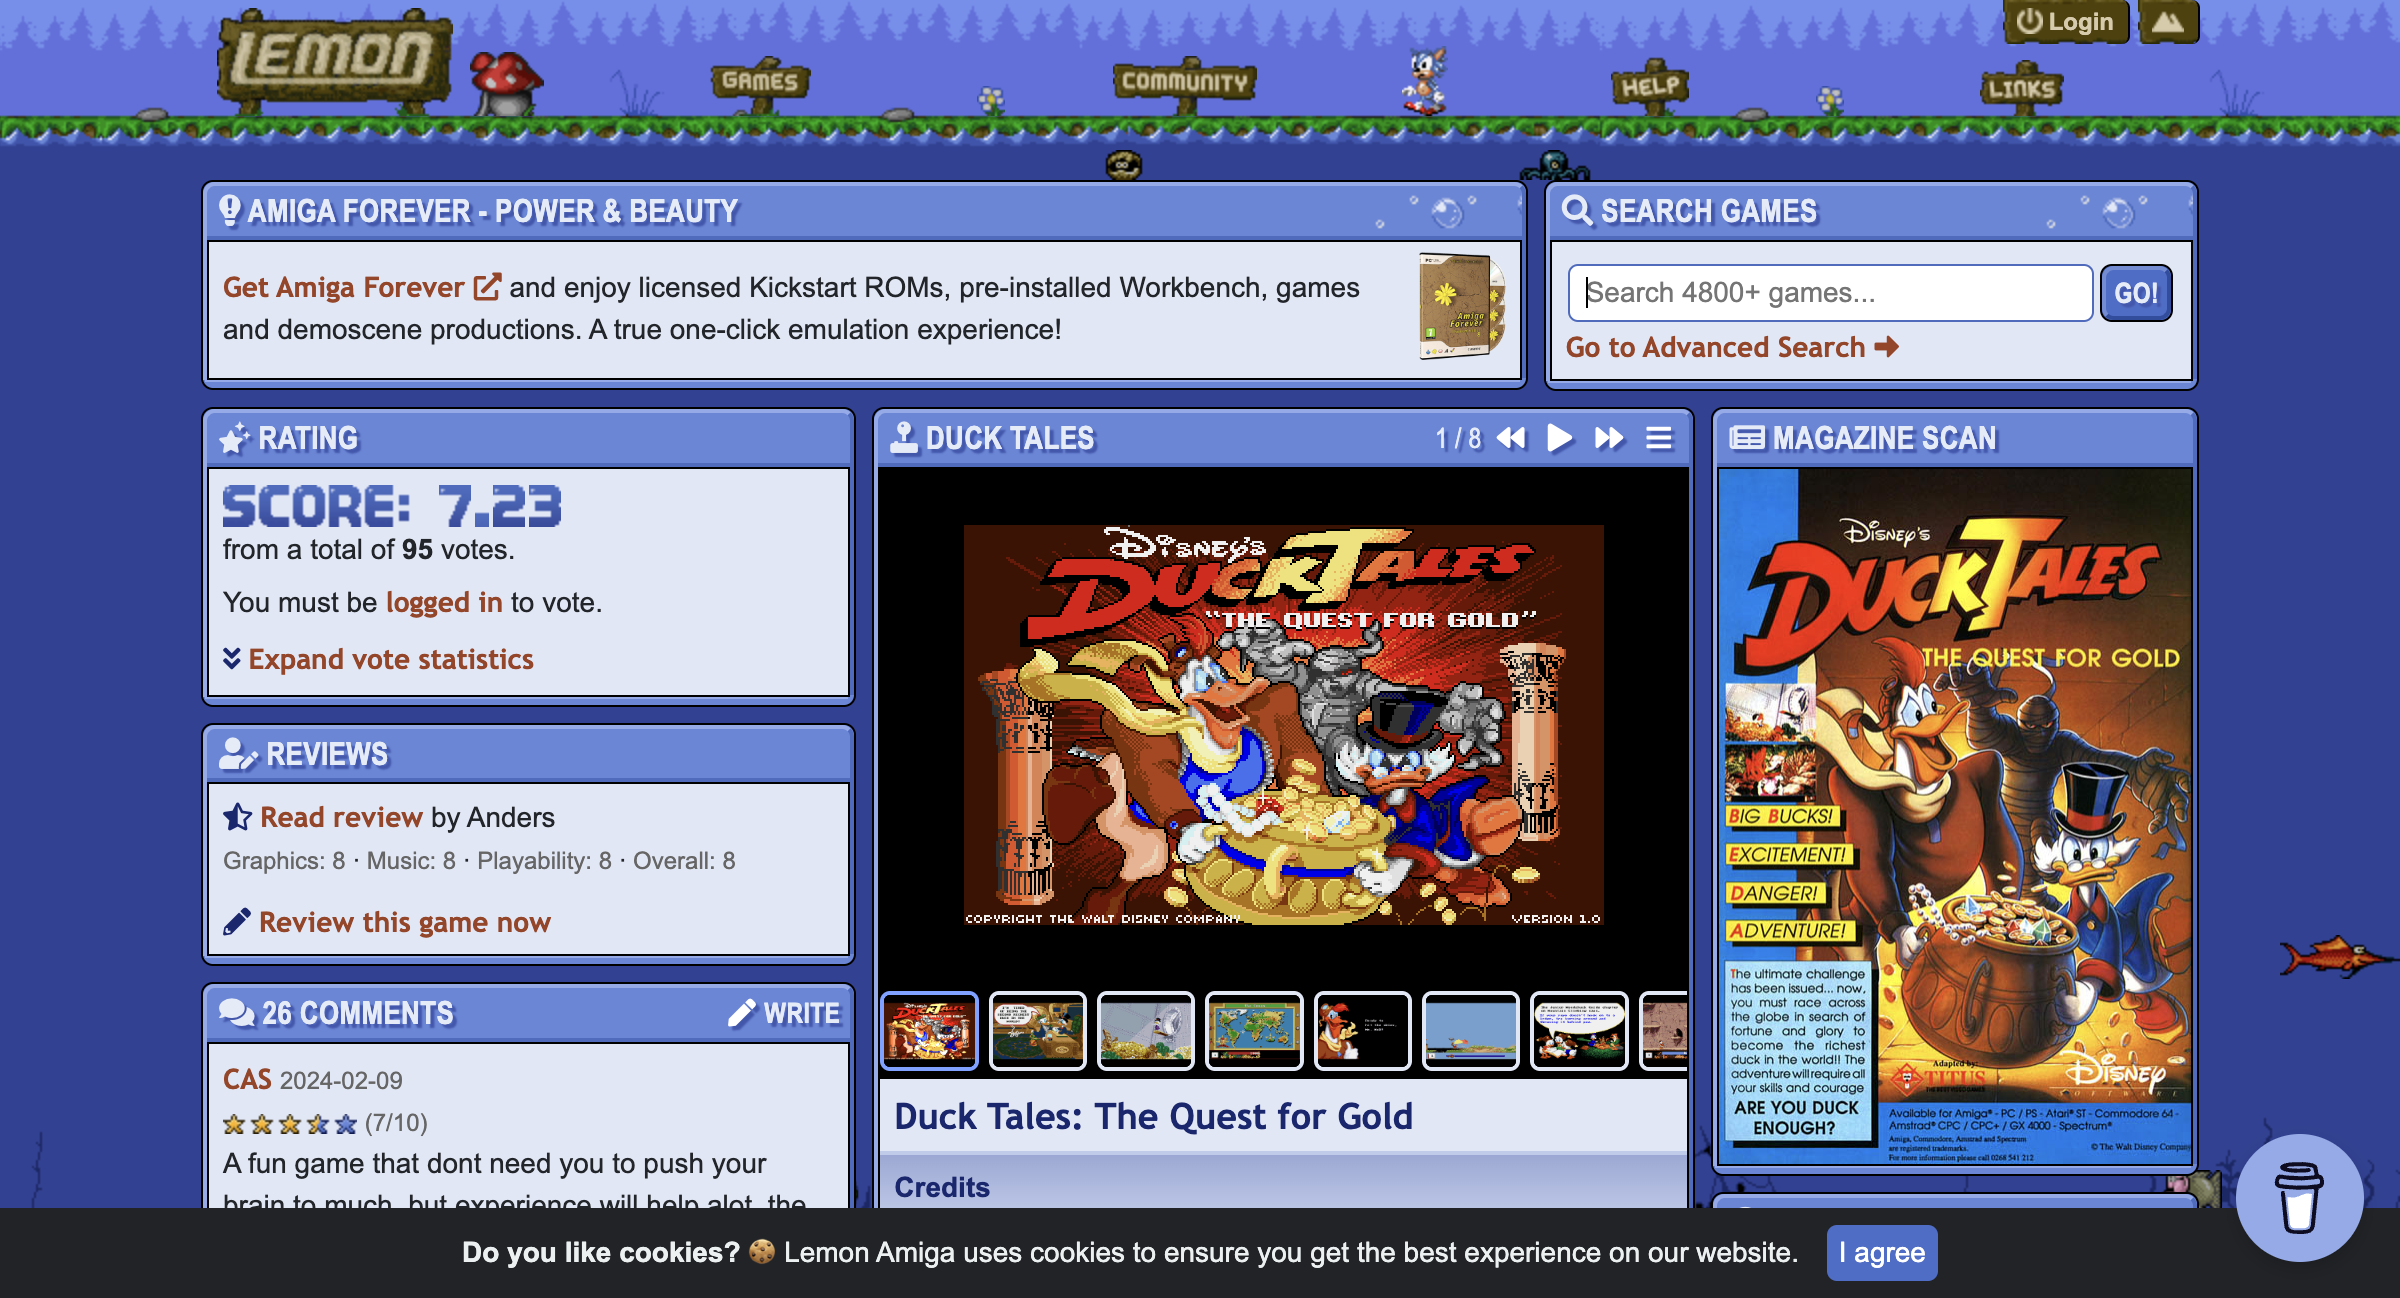 LEMON
GAMES
COMMUNITY
HELP
LINKS
Login
AMIGA FOREVER - POWER & BEAUTY
Get Amiga Forever and enjoy licensed Kickstart ROMs, pre-installed Workbench, games
and demoscene productions. A true one-click emulation experience!
Amiga
Forever
SEARCH GAMES
Search 4800+ games...
GO!
Go to Advanced Search
RATING
SCORE: 7.23
from a total of 95 votes.
You must be logged in to vote.
Expand vote statistics
REVIEWS
Read review by Anders
Graphics: 8 · Music: 8 · Playability: 8 · Overall: 8
Review this game now
26 COMMENTS
WRITE
CAS 2024-02-09
(7/10)
A fun game that dont need you to push your
brain to much, but experience will help alot, the
DUCK TALES
1 / 8
DISNEY'S
DUCKTALES
"THE QUEST FOR GOLD"
COPYRIGHT THE WALT DISNEY COMPANY
VERSION 1.0
Duck Tales: The Quest for Gold
Credits
MAGAZINE SCAN
DISNEY'S
DUCKTALES
THE QUEST FOR GOLD
BIG BUCKS!
EXCITEMENT!
DANGER!
ADVENTURE!
The ultimate challenge
has been issued... now,
you must race across
the globe in search of
fortune and glory to
become the richest
duck in the world!! The
adventure will require all
your skills and courage
ARE YOU DUCK
ENOUGH?
Adapted by:
TITUS
DISNEY
SOFTWARE
Available for Amiga® - PC / PS - Atari® ST - Commodore 64 -
Amstrad® CPC / CPC+ / GX 4000 - Spectrum®
Amiga, Commodore, Amstrad and Spectrum
are registered trademarks.
For more information please call 0268 541 212
© The Walt Disney Company
Do you like cookies? Lemon Amiga uses cookies to ensure you get the best experience on our website.
I agree